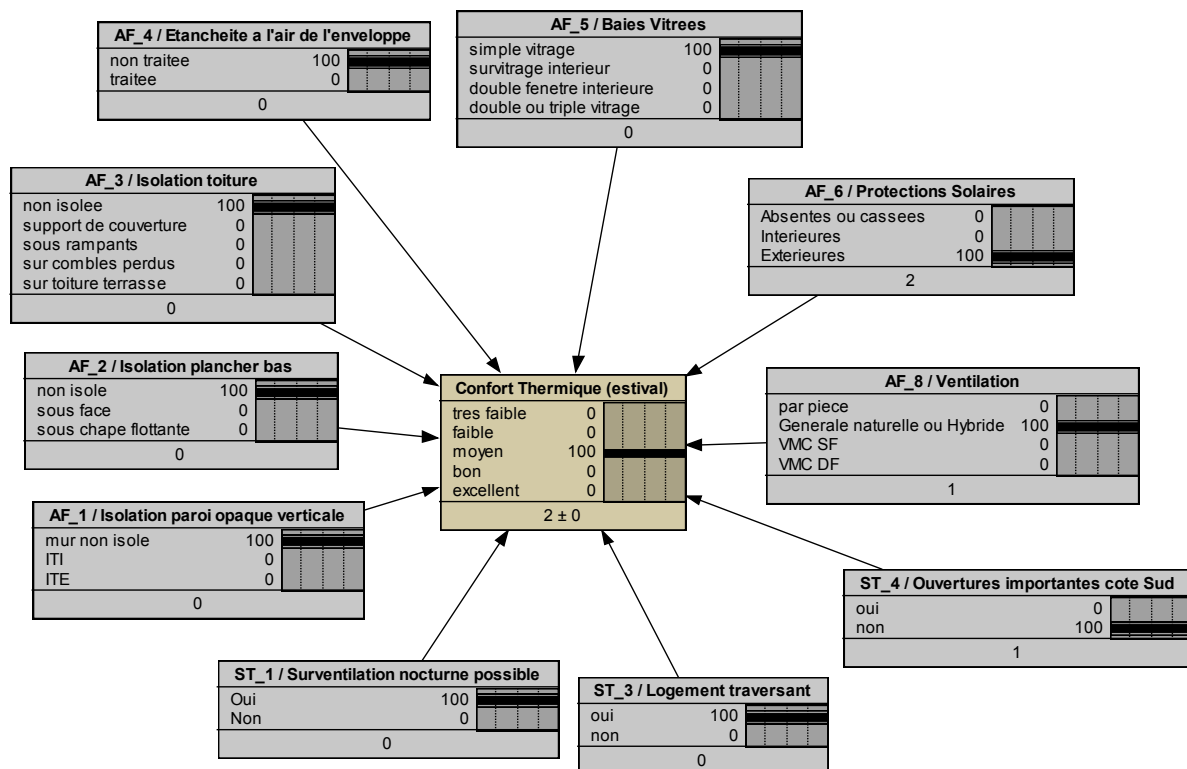 AF_4 / Etancheite a l'air de l'enveloppe
non traitee 100
traitee 0
0
AF_5 / Baies Vitrees
simple vitrage 100
survitrage interieur 0
double fenetre interieure 0
double ou triple vitrage 0
0
AF_3 / Isolation toiture
non isolee 100
support de couverture 0
sous rampants 0
sur combles perdus 0
sur toiture terrasse 0
0
AF_6 / Protections Solaires
Absentes ou cassees 0
Interieures 0
Exterieures 100
2
AF_2 / Isolation plancher bas
non isole 100
sous face 0
sous chape flottante 0
0
Confort Thermique (estival)
tres faible 0
faible 0
moyen 100
bon 0
excellent 0
2 ± 0
AF_8 / Ventilation
par piece 0
Generale naturelle ou Hybride 100
VMC SF 0
VMC DF 0
1
AF_1 / Isolation paroi opaque verticale
mur non isole 100
ITI 0
ITE 0
0
ST_4 / Ouvertures importantes cote Sud
oui 0
non 100
1
ST_1 / Surventilation nocturne possible
Oui 100
Non 0
0
ST_3 / Logement traversant
oui 100
non 0
0